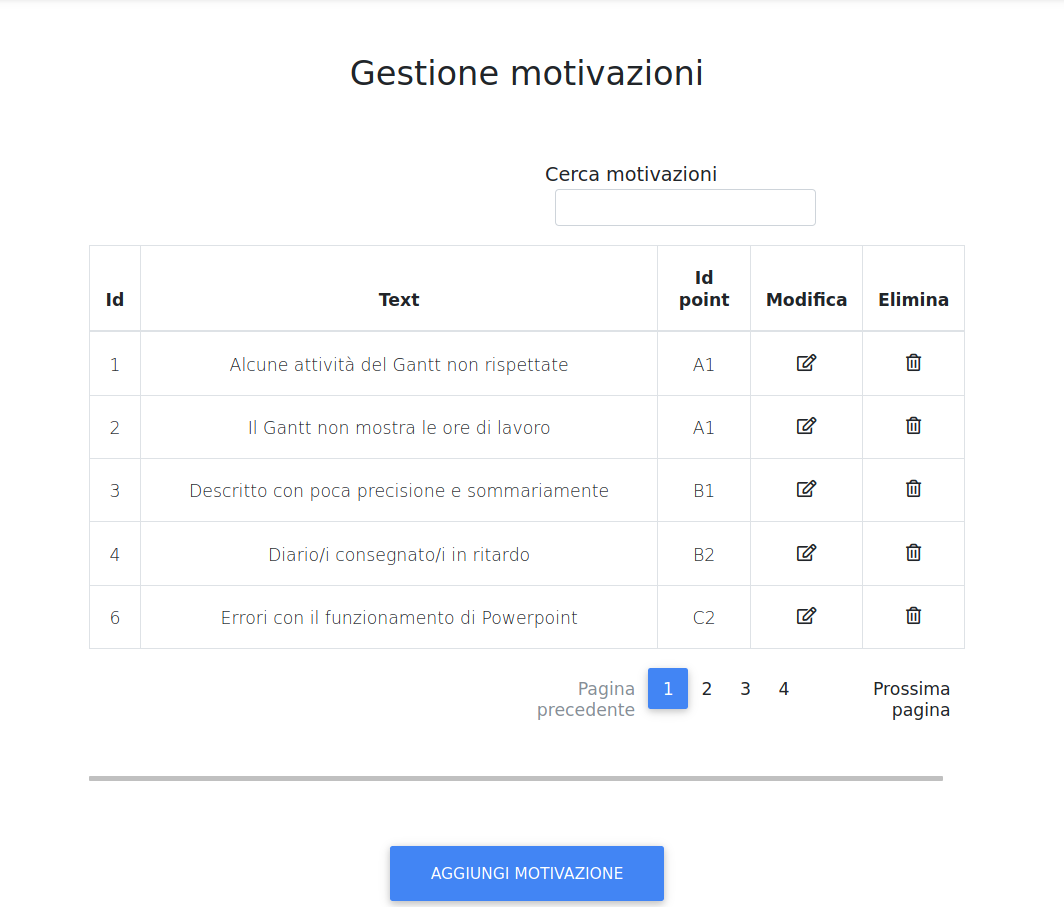 Gestione motivazioni
Cerca motivazioni
Id Text Id point Modifica Elimina
1 Alcune attività del Gantt non rispettate A1
2 Il Gantt non mostra le ore di lavoro A1
3 Descritto con poca precisione e sommariamente B1
4 Diario/i consegnato/i in ritardo B2
6 Errori con il funzionamento di Powerpoint C2
Pagina precedente 1 2 3 4 Prossima pagina
AGGIUNGI MOTIVAZIONE